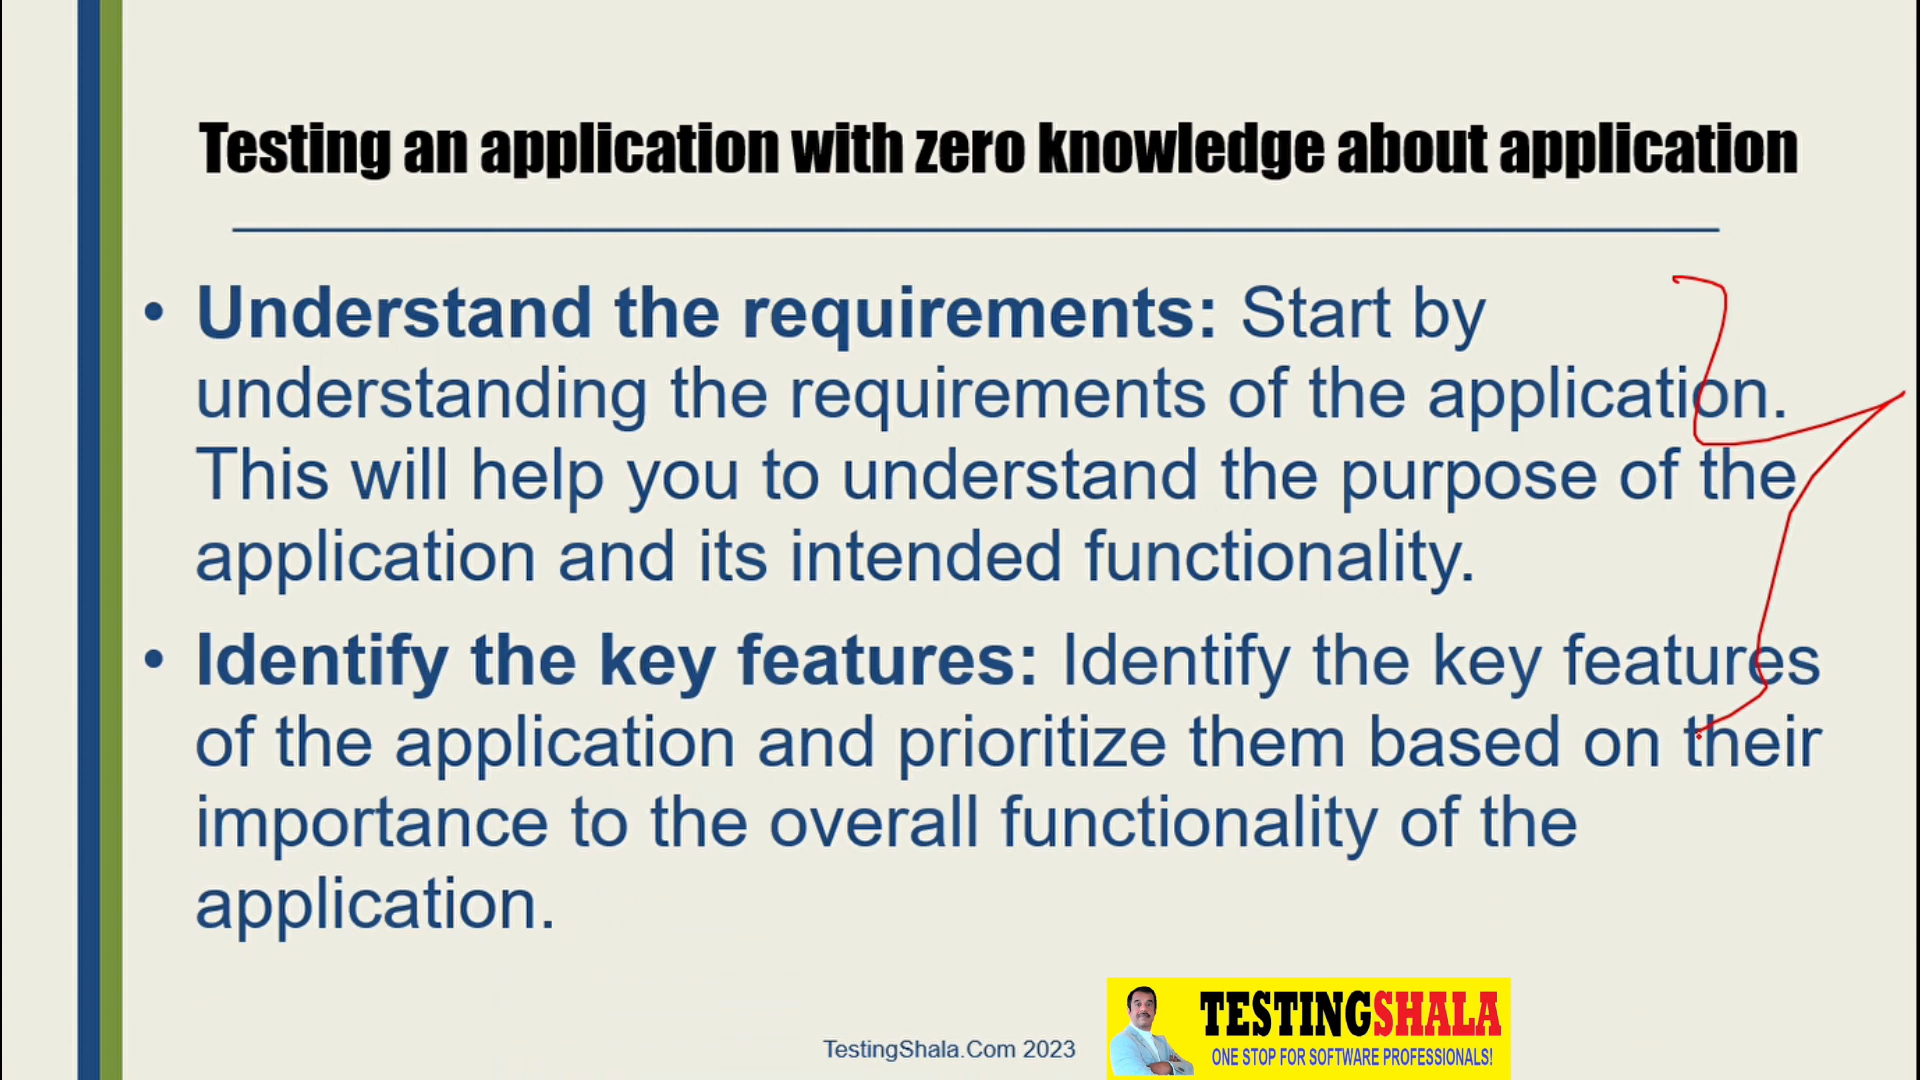 Testing an application with zero knowledge about application
• Understand the requirements: Start by
understanding the requirements of the application.
This will help you to understand the purpose of the
application and its intended functionality.
• Identify the key features: Identify the key features
of the application and prioritize them based on their
importance to the overall functionality of the
application.
TestingShala.Com 2023
TESTINGSHALA
ONE STOP FOR SOFTWARE PROFESSIONALS!